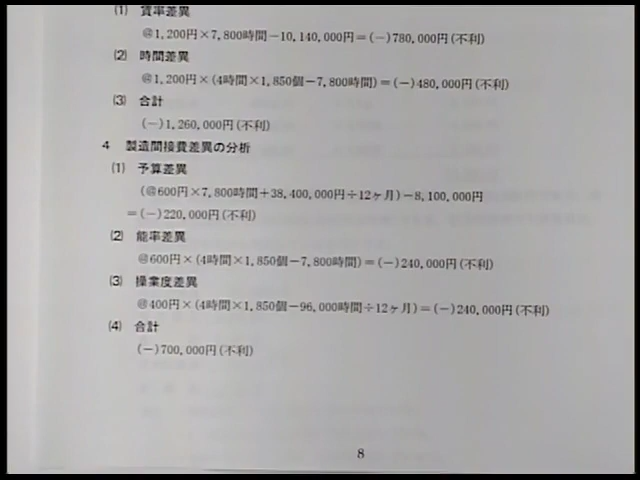 (1) 賃率差異
@1,200円×7,800時間−10,140,000円=(−)780,000円(不利)
(2) 時間差異
@1,200円×(4時間×1,850個−7,800時間)=(−)480,000円(不利)
(3) 合計
(−)1,260,000円(不利)
4 製造間接費差異の分析
(1) 予算差異
(@600円×7,800時間+38,400,000円÷12ヶ月)−8,100,000円
=(−)220,000円(不利)
(2) 能率差異
@600円×(4時間×1,850個−7,800時間)=(−)240,000円(不利)
(3) 操業度差異
@400円×(4時間×1,850個−96,000時間÷12ヶ月)=(−)240,000円(不利)
(4) 合計
(−)700,000円(不利)
8